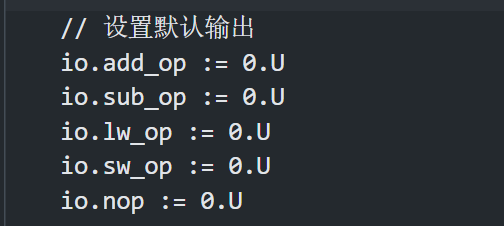 // 设置默认输出
io.add_op := 0.U
io.sub_op := 0.U
io.lw_op := 0.U
io.sw_op := 0.U
io.nop := 0.U